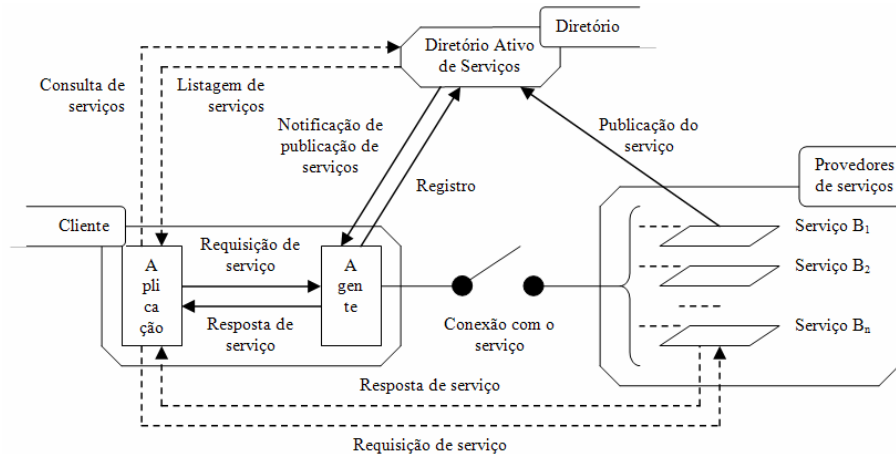 Diretório
Diretório Ativo
de Serviços
Consulta de
serviços
Listagem de
serviços
Notificação de
publicação de
serviços
Registro
Publicação do
serviço
Provedores
de serviços
Cliente
A
plic
ca
ção
Requisição de
serviço
Resposta de
serviço
A
gen
te
Conexão com o
serviço
Serviço B1
Serviço B2
Serviço Bn
Resposta de serviço
Requisição de serviço